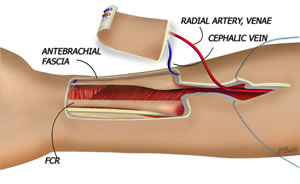 RADIAL ARTERY, VENAE
CEPHALIC VEIN
ANTEBRACHIAL
FASCIA
FCR